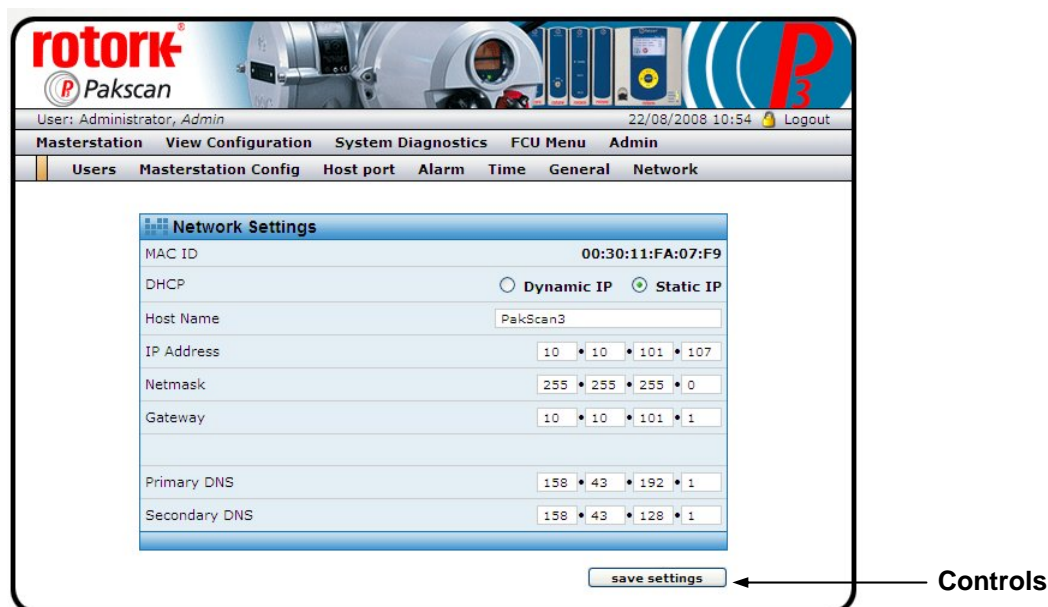 rotork®
P Pakscan
P3
User: Administrator, Admin 22/08/2008 10:54 Logout
Masterstation View Configuration System Diagnostics FCU Menu Admin
Users Masterstation Config Host port Alarm Time General Network
Network Settings
MAC ID 00:30:11:FA:07:F9
DHCP Dynamic IP Static IP
Host Name PakScan3
IP Address 10 • 10 • 101 • 107
Netmask 255 • 255 • 255 • 0
Gateway 10 • 10 • 101 • 1
Primary DNS 158 • 43 • 192 • 1
Secondary DNS 158 • 43 • 128 • 1
save settings
Controls